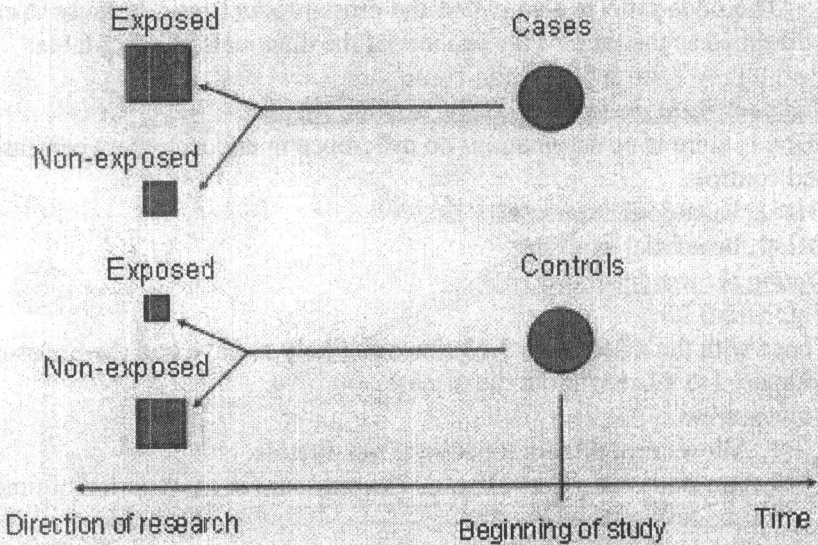 Exposed
Cases
Non-exposed
Exposed
Controls
Non-exposed
Direction of research
Beginning of study
Time